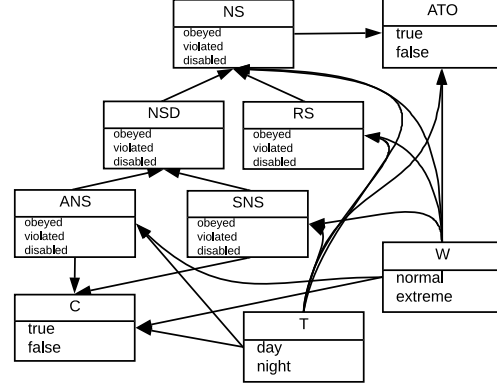 NS
obeyed
violated
disabled
ATO
true
false
NSD
obeyed
violated
disabled
RS
obeyed
violated
disabled
ANS
obeyed
violated
disabled
SNS
obeyed
violated
disabled
W
normal
extreme
C
true
false
T
day
night